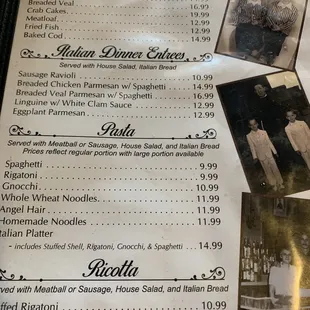 Breaded Veal 16.99
Crab Cakes 19.99
Meatloaf 14.99
Fried Fish 12.99
Baked Cod 14.99
Italian Dinner Entrees
Served with House Salad, Italian Bread
Sausage Ravioli 10.99
Breaded Chicken Parmesan w/ Spaghetti 14.99
Breaded Veal Parmesan w/ Spaghetti 16.99
Linguine w/ White Clam Sauce 12.99
Eggplant Parmesan 12.99
Pasta
Served with Meatball or Sausage, House Salad, and Italian Bread
Prices reflect regular portion with large portion available
Spaghetti 9.99
Rigatoni 9.99
Gnocchi 10.99
Whole Wheat Noodles 11.99
Angel Hair 11.99
Homemade Noodles 11.99
Italian Platter
- includes Stuffed Shell, Rigatoni, Gnocchi, & Spaghetti 14.99
Ricotta
rved with Meatball or Sausage, House Salad, and Italian Bread
ffed Rigatoni 10.99